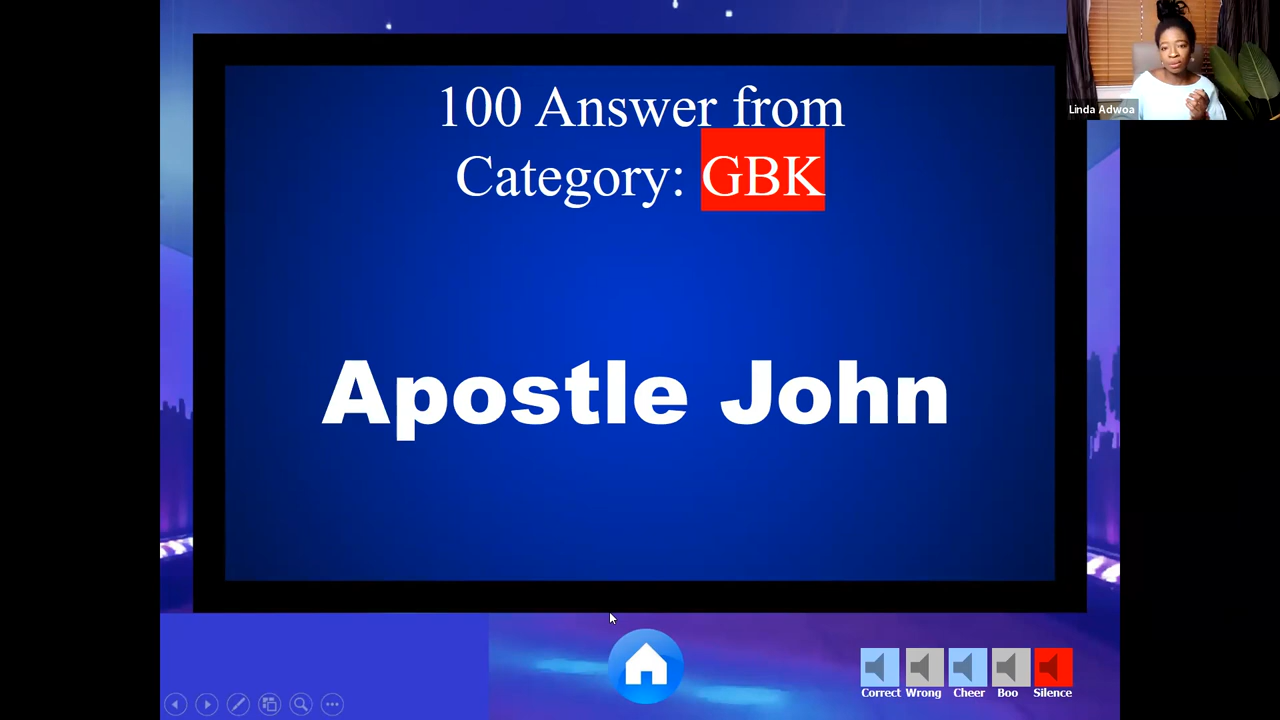 100 Answer from
Category: GBK
Apostle John
Linda Adwoa
Correct Wrong Cheer Boo Silence